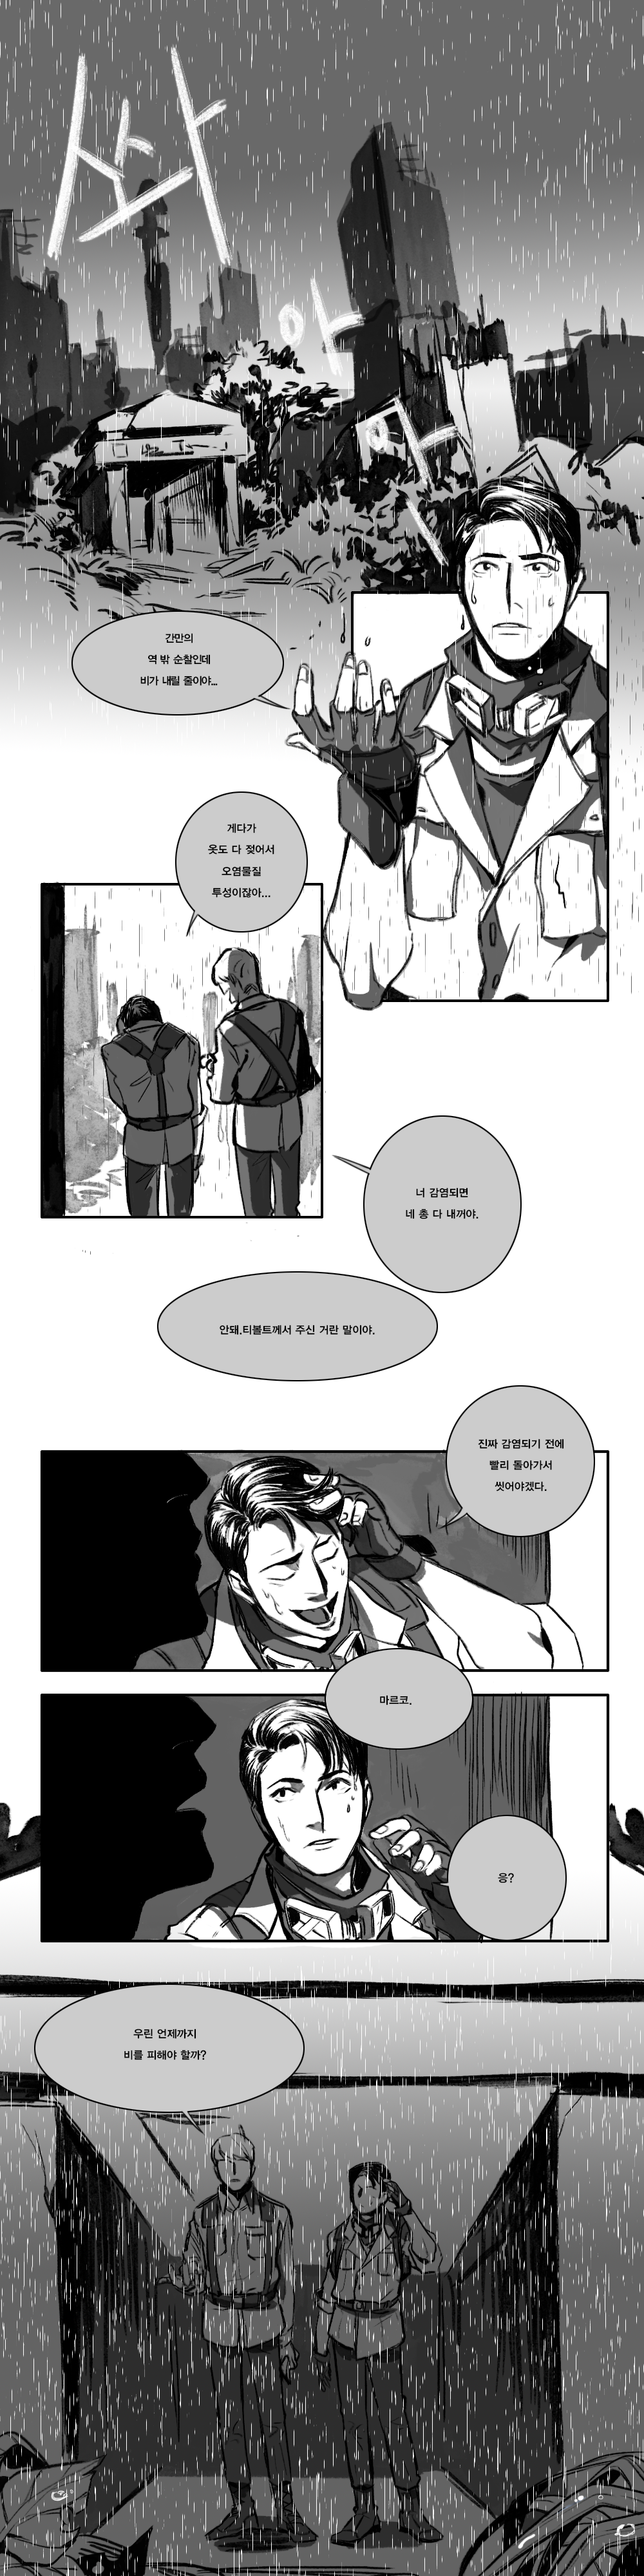 쏴
아
아
간만의
역 밖 순찰인데
비가 내릴 줄이야...
게다가
옷도 다 젖어서
오염물질
투성이잖아...
너 감염되면
네 총 다 내꺼야.
안돼.티볼트께서 주신 거란 말이야.
진짜 감염되기 전에
빨리 돌아가서
씻어야겠다.
마르코.
응?
우린 언제까지
비를 피해야 할까?